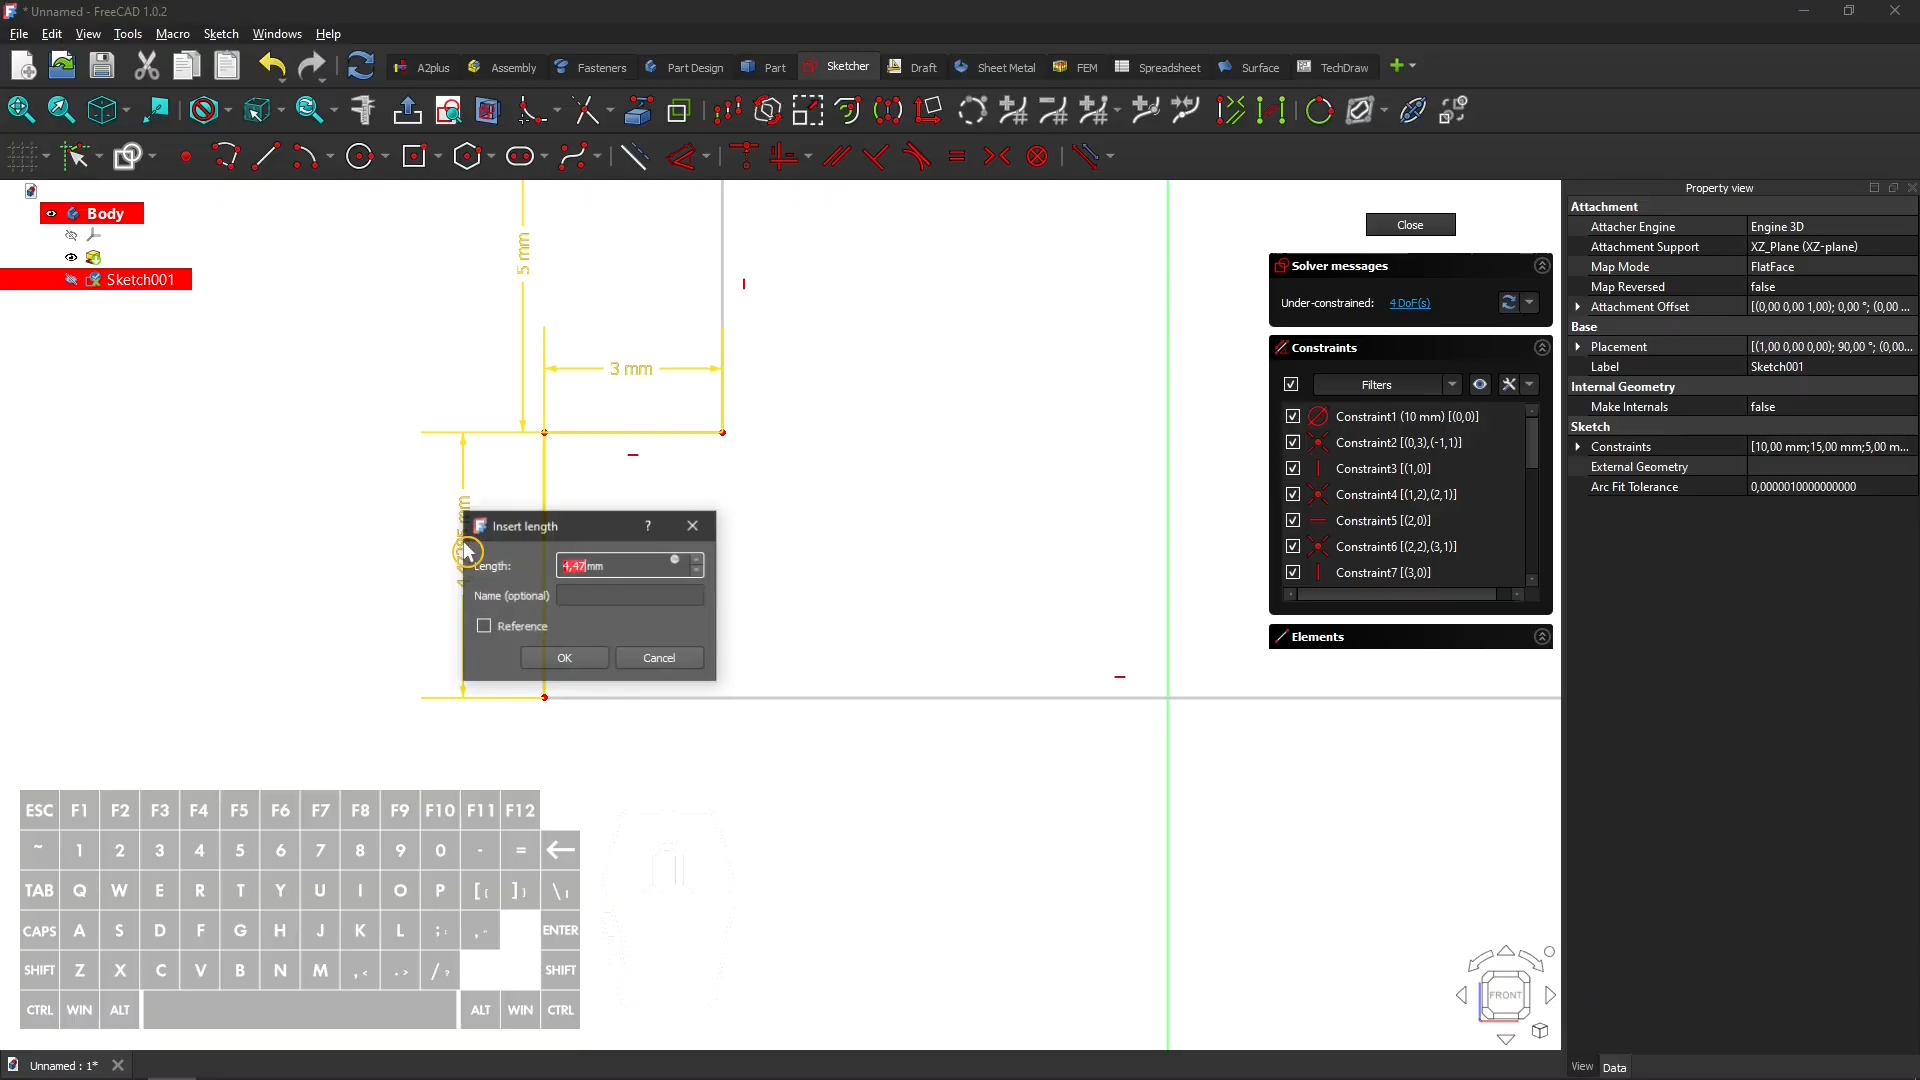 * Unnamed - FreeCAD 1.0.2
File Edit View Tools Macro Sketch Windows Help
A2plus Assembly Fasteners Part Design Part Sketcher Draft Sheet Metal FEM Spreadsheet Surface TechDraw
Body
Sketch001
5 mm
3 mm
Insert length ? ✕
Length: 4,47 mm
Name (optional)
Reference
OK Cancel
Close
Solver messages
Under-constrained: 4 DoF(s)
Constraints
Filters
Constraint1 (10 mm) [(0,0)]
Constraint2 [(0,3),(-1,1)]
Constraint3 [(1,0)]
Constraint4 [(1,2),(2,1)]
Constraint5 [(2,0)]
Constraint6 [(2,2),(3,1)]
Constraint7 [(3,0)]
Elements
Property view
Attachment
Attacher Engine Engine 3D
Attachment Support XZ_Plane (XZ-plane)
Map Mode FlatFace
Map Reversed false
Attachment Offset [(0,00 0,00 1,00); 0,00 °; (0,00 ...
Base
Placement [(1,00 0,00 0,00); 90,00 °; (0,00...
Label Sketch001
Internal Geometry
Make Internals false
Sketch
Constraints [10,00 mm;15,00 mm;5,00 m...
External Geometry
Arc Fit Tolerance 0,0000010000000000
ESC F1 F2 F3 F4 F5 F6 F7 F8 F9 F10 F11 F12
~ 1 2 3 4 5 6 7 8 9 0 - =
TAB Q W E R T Y U I O P [{ ]} \|
CAPS A S D F G H J K L ;: ," ENTER
SHIFT Z X C V B N M ,< .> /? SHIFT
CTRL WIN ALT ALT WIN CTRL
FRONT
Unnamed : 1*
View Data